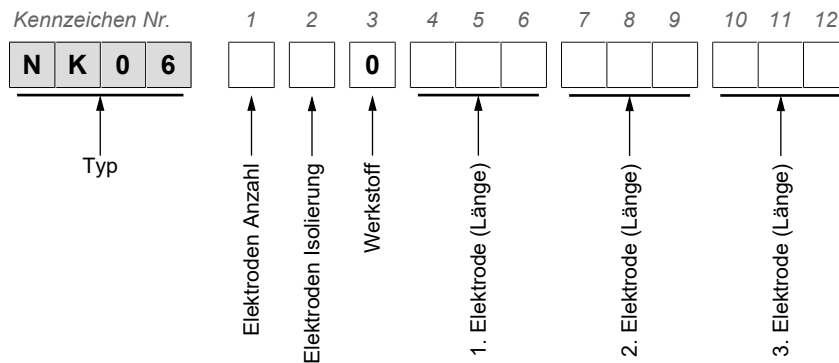 Kennzeichen Nr. 1 2 3 4 5 6 7 8 9 10 11 12
N K 0 6 0
Typ
Elektroden Anzahl
Elektroden Isolierung
Werkstoff
1. Elektrode (Länge)
2. Elektrode (Länge)
3. Elektrode (Länge)